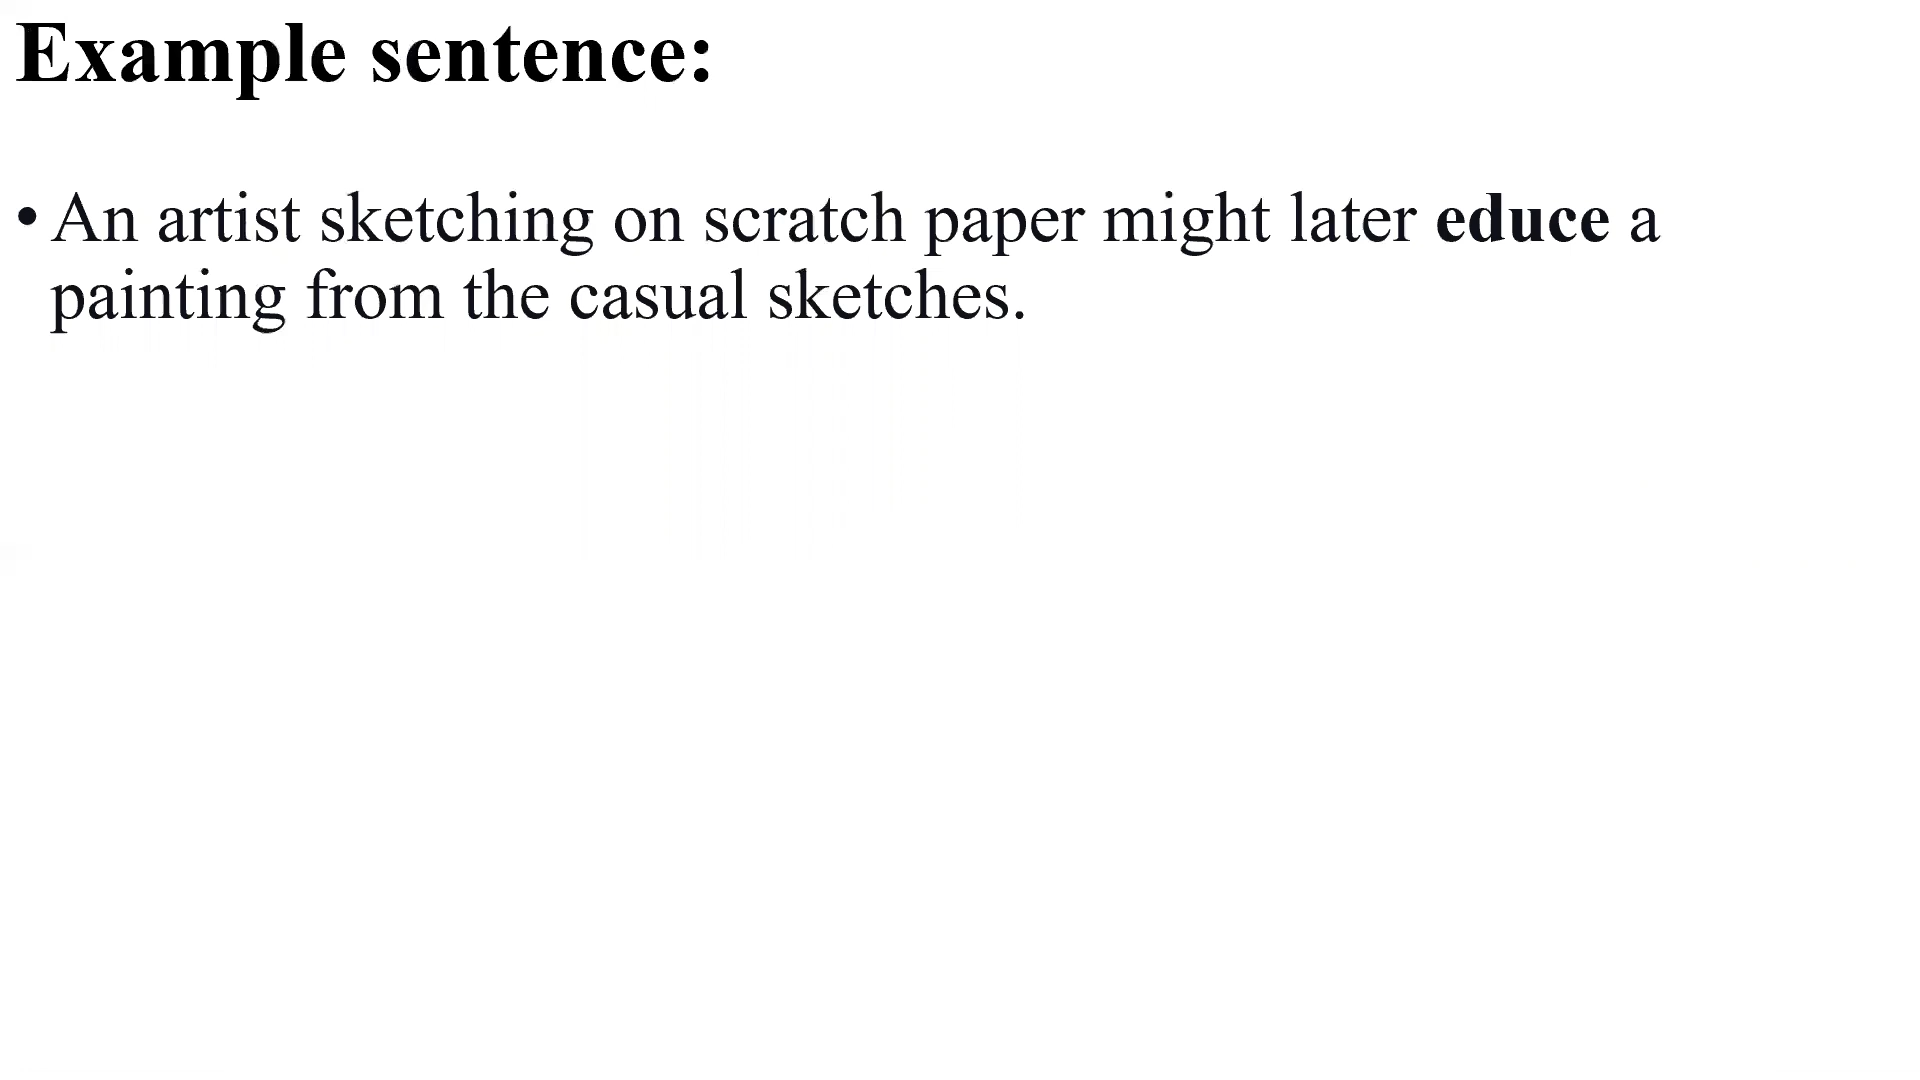 Example sentence:
• An artist sketching on scratch paper might later educe a
painting from the casual sketches.